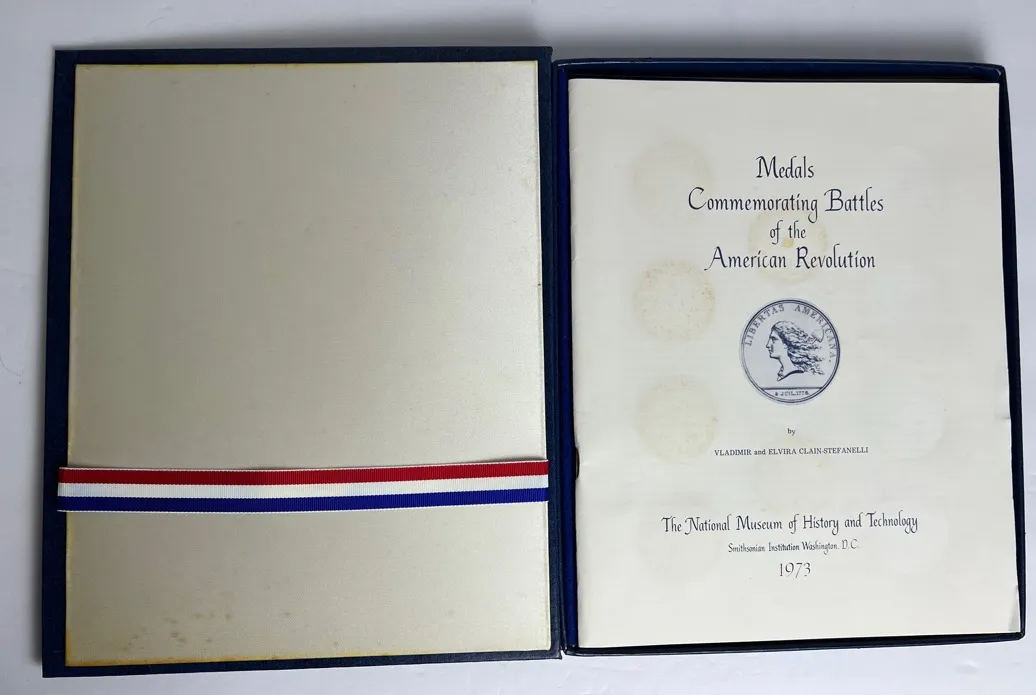 Medals
Commemorating Battles
of the
American Revolution
LIBERTAS AMERICANA.
4 JUIL. 1776.
by
VLADIMIR and ELVIRA CLAIN-STEFANELLI
The National Museum of History and Technology
Smithsonian Institution Washington, D.C.
1973